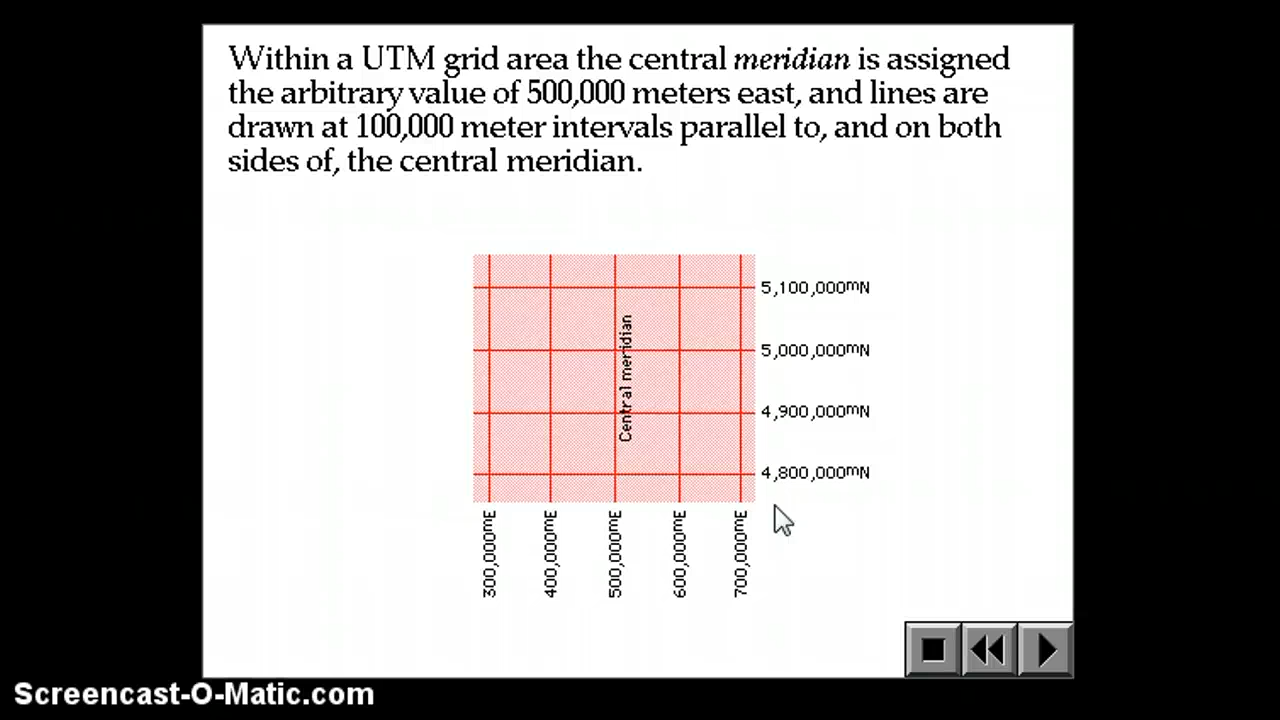 Within a UTM grid area the central meridian is assigned
the arbitrary value of 500,000 meters east, and lines are
drawn at 100,000 meter intervals parallel to, and on both
sides of, the central meridian.
5,100,000mN
5,000,000mN
4,900,000mN
4,800,000mN
Central meridian
300,000mE
400,000mE
500,000mE
600,000mE
700,000mE
Screencast-O-Matic.com